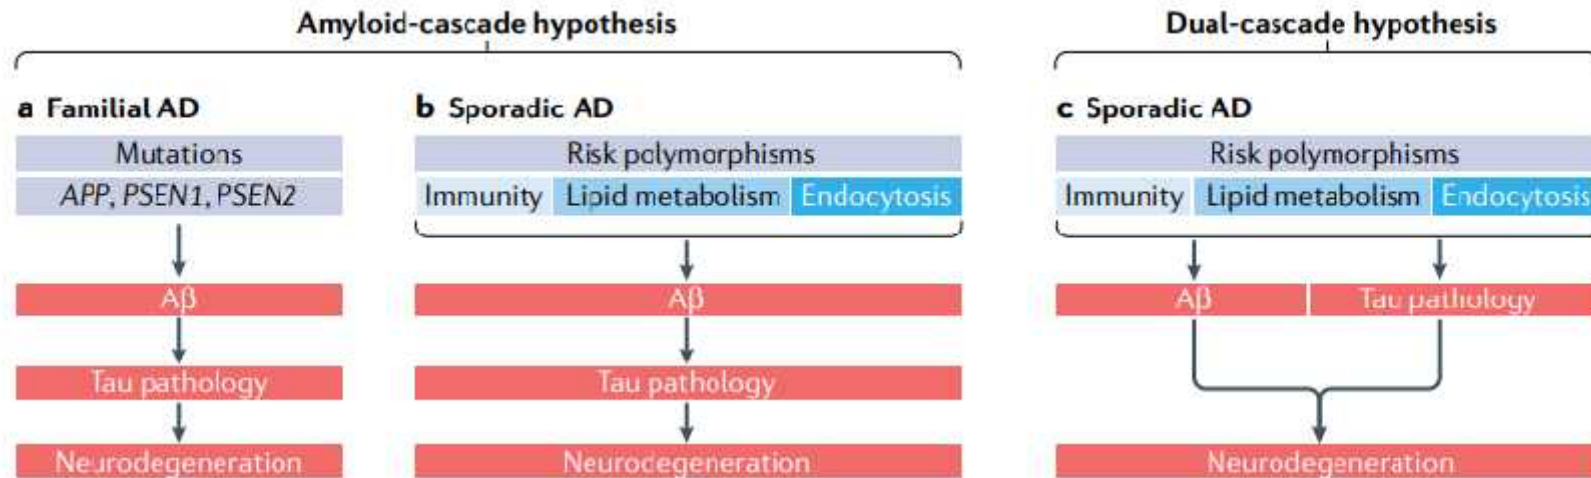 Amyloid-cascade hypothesis
Dual-cascade hypothesis
a Familial AD
Mutations
APP, PSEN1, PSEN2
Aβ
Tau pathology
Neurodegeneration
b Sporadic AD
Risk polymorphisms
Immunity Lipid metabolism Endocytosis
Aβ
Tau pathology
Neurodegeneration
c Sporadic AD
Risk polymorphisms
Immunity Lipid metabolism Endocytosis
Aβ Tau pathology
Neurodegeneration